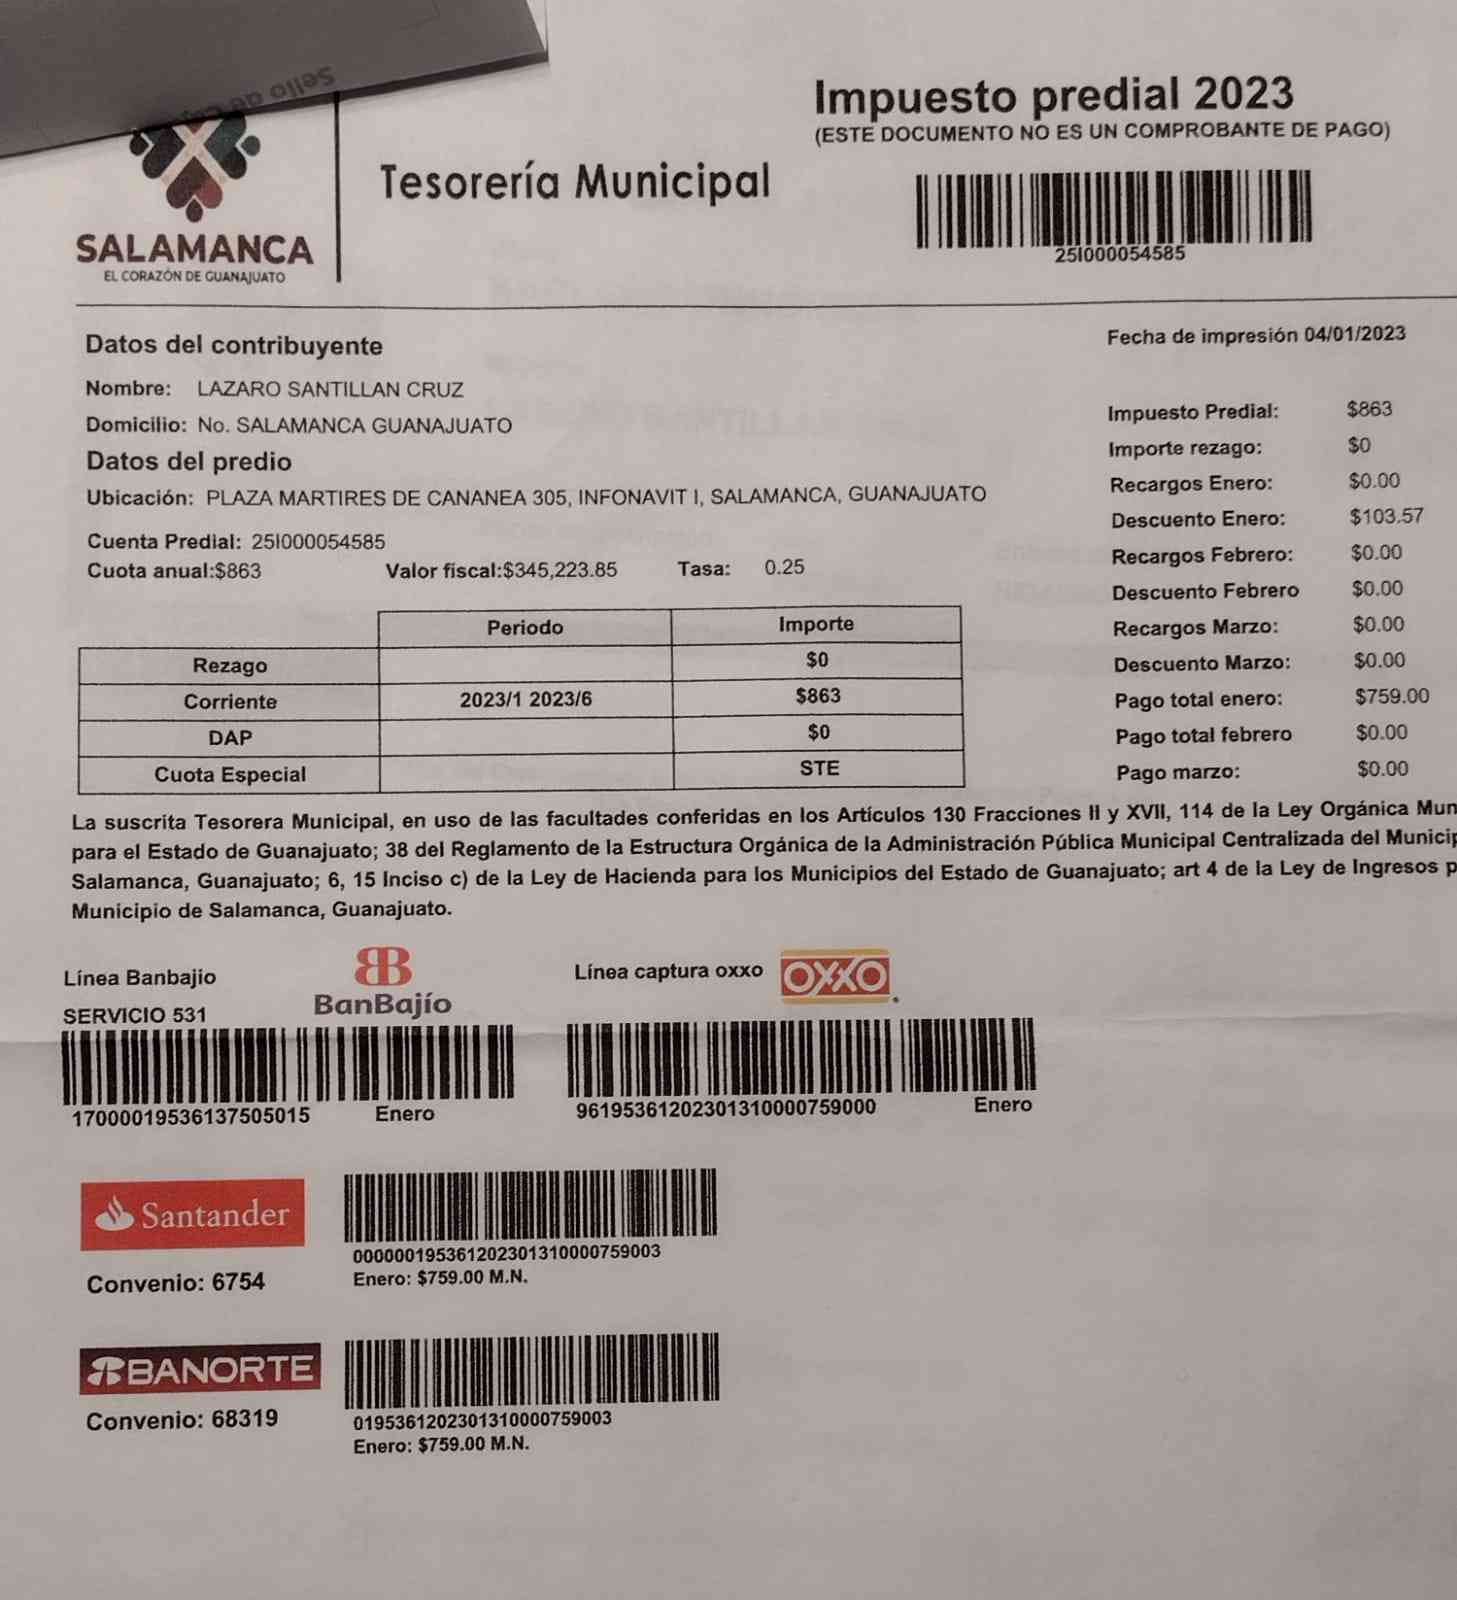 Sello de
Impuesto predial 2023
(ESTE DOCUMENTO NO ES UN COMPROBANTE DE PAGO)
Tesorería Municipal
25I000054585
SALAMANCA
EL CORAZÓN DE GUANAJUATO
Fecha de impresión 04/01/2023
Datos del contribuyente
Nombre: LAZARO SANTILLAN CRUZ
Domicilio: No. SALAMANCA GUANAJUATO
Datos del predio
Ubicación: PLAZA MARTIRES DE CANANEA 305, INFONAVIT I, SALAMANCA, GUANAJUATO
Cuenta Predial: 25I000054585
Cuota anual:$863 Valor fiscal:$345,223.85 Tasa: 0.25
Impuesto Predial: $863
Importe rezago: $0
Recargos Enero: $0.00
Descuento Enero: $103.57
Recargos Febrero: $0.00
Descuento Febrero $0.00
Recargos Marzo: $0.00
Descuento Marzo: $0.00
Pago total enero: $759.00
Pago total febrero $0.00
Pago marzo: $0.00
Periodo Importe
Rezago $0
Corriente 2023/1 2023/6 $863
DAP $0
Cuota Especial STE
La suscrita Tesorera Municipal, en uso de las facultades conferidas en los Artículos 130 Fracciones II y XVII, 114 de la Ley Orgánica Mun
para el Estado de Guanajuato; 38 del Reglamento de la Estructura Orgánica de la Administración Pública Municipal Centralizada del Municip
Salamanca, Guanajuato; 6, 15 Inciso c) de la Ley de Hacienda para los Municipios del Estado de Guanajuato; art 4 de la Ley de Ingresos p
Municipio de Salamanca, Guanajuato.
Línea Banbajio
SERVICIO 531
BanBajío
17000019536137505015 Enero
Línea captura oxxo
OXXO
96195361202301310000759000 Enero
Santander
Convenio: 6754
000000195361202301310000759003
Enero: $759.00 M.N.
BANORTE
Convenio: 68319
0195361202301310000759003
Enero: $759.00 M.N.